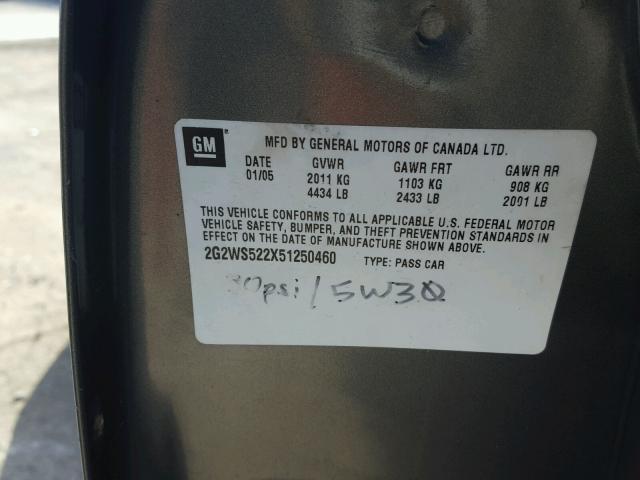 GM
MFD BY GENERAL MOTORS OF CANADA LTD.
DATE GVWR GAWR FRT GAWR RR
01/05 2011 KG 1103 KG 908 KG
4434 LB 2433 LB 2001 LB
THIS VEHICLE CONFORMS TO ALL APPLICABLE U.S. FEDERAL MOTOR
VEHICLE SAFETY, BUMPER, AND THEFT PREVENTION STANDARDS IN
EFFECT ON THE DATE OF MANUFACTURE SHOWN ABOVE.
2G2WS522X51250460 TYPE: PASS CAR
30psi/5W30